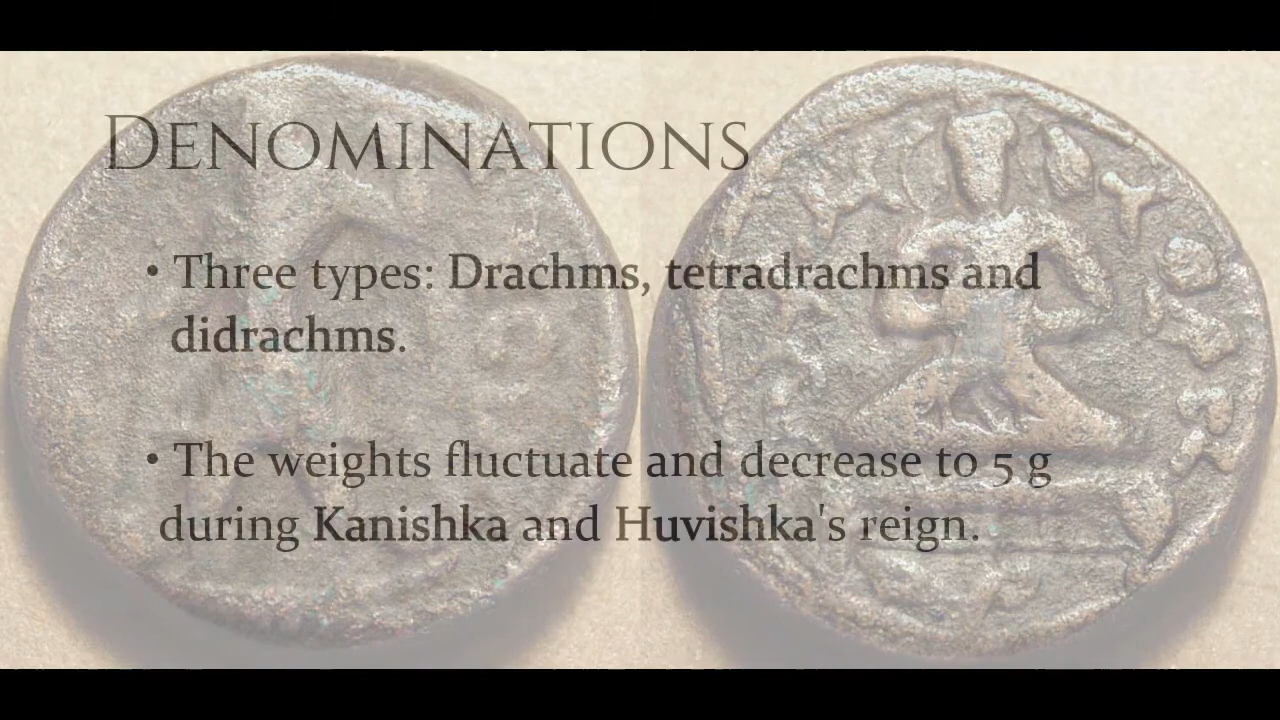 DENOMINATIONS
• Three types: Drachms, tetradrachms and
didrachms.
• The weights fluctuate and decrease to 5 g
during Kanishka and Huvishka's reign.